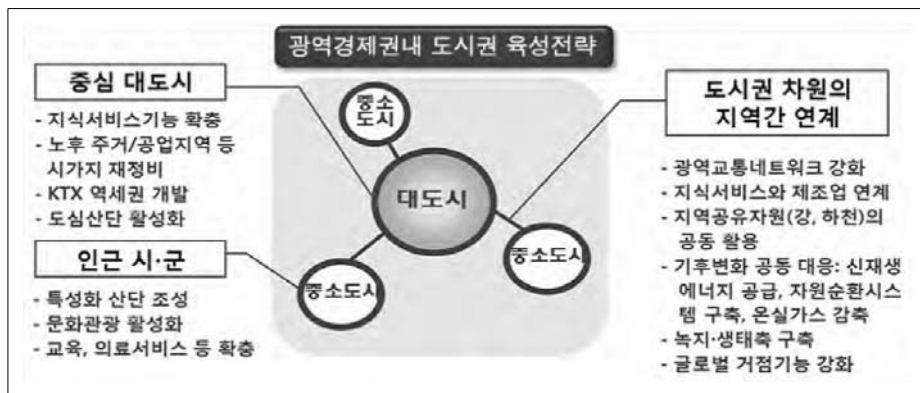 광역경제권내 도시권 육성전략
중심 대도시
- 지식서비스기능 확충
- 노후 주거/공업지역 등
시가지 재정비
- KTX 역세권 개발
- 도심산단 활성화
인근 시·군
- 특성화 산단 조성
- 문화관광 활성화
- 교육, 의료서비스 등 확충
중소
도시
대도시
중소도시
중소도시
도시권 차원의
지역간 연계
- 광역교통네트워크 강화
- 지식서비스와 제조업 연계
- 지역공유자원(강, 하천)의
공동 활용
- 기후변화 공동 대응: 신재생
에너지 공급, 자원순환시스
템 구축, 온실가스 감축
- 녹지·생태축 구축
- 글로벌 거점기능 강화